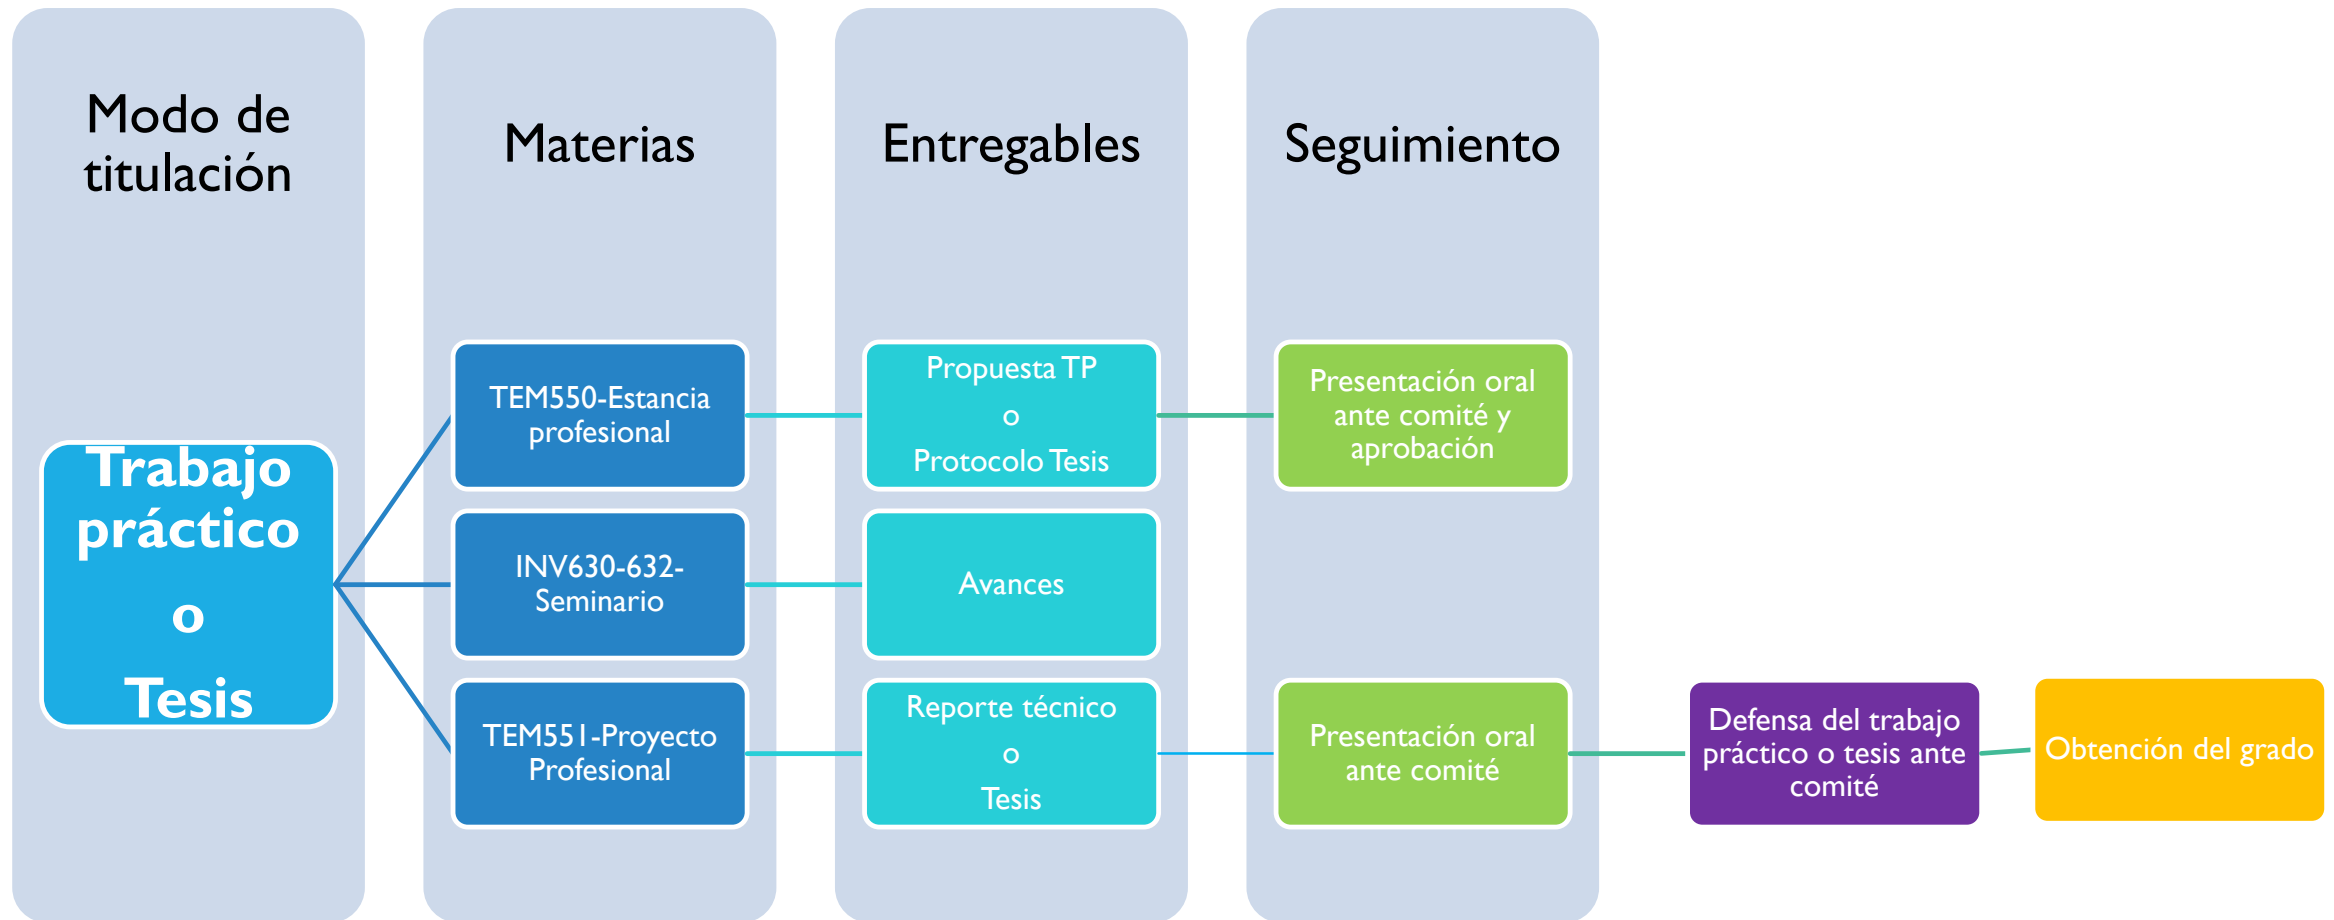 Modo de
titulación
Materias
Entregables
Seguimiento
Trabajo
práctico
o
Tesis
TEM550-Estancia
profesional
Propuesta TP
o
Protocolo Tesis
Presentación oral
ante comité y
aprobación
INV630-632-
Seminario
Avances
TEM551-Proyecto
Profesional
Reporte técnico
o
Tesis
Presentación oral
ante comité
Defensa del trabajo
práctico o tesis ante
comité
Obtención del grado